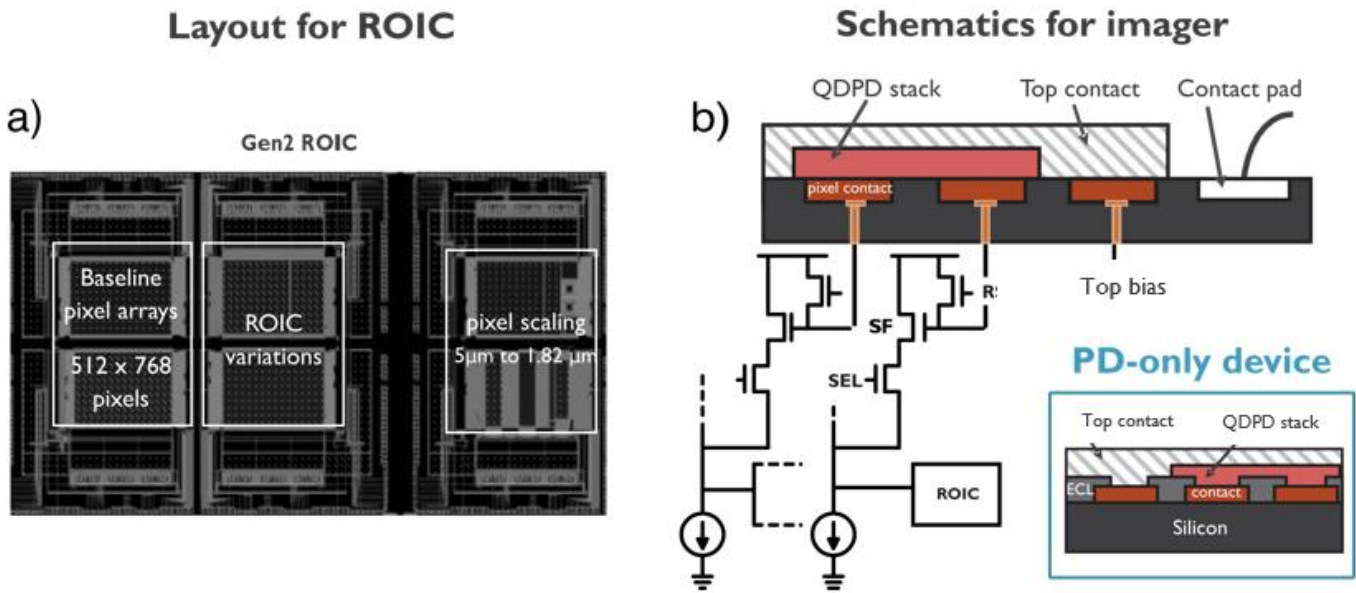 Layout for ROIC
Schematics for imager
a)
Gen2 ROIC
Baseline
pixel arrays
512 x 768
pixels
ROIC
variations
pixel scaling
5µm to 1.82 µm
b)
QDPD stack
Top contact
Contact pad
pixel contact
Top bias
SF
SEL
ROIC
PD-only device
Top contact
QDPD stack
ECL
contact
Silicon